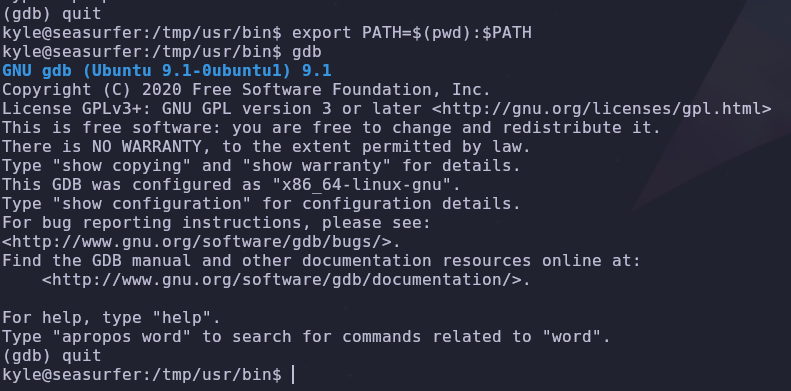 (gdb) quit
kyle@seasurfer:/tmp/usr/bin$ export PATH=$(pwd):$PATH
kyle@seasurfer:/tmp/usr/bin$ gdb
GNU gdb (Ubuntu 9.1-0ubuntu1) 9.1
Copyright (C) 2020 Free Software Foundation, Inc.
License GPLv3+: GNU GPL version 3 or later <http://gnu.org/licenses/gpl.html>
This is free software: you are free to change and redistribute it.
There is NO WARRANTY, to the extent permitted by law.
Type "show copying" and "show warranty" for details.
This GDB was configured as "x86_64-linux-gnu".
Type "show configuration" for configuration details.
For bug reporting instructions, please see:
<http://www.gnu.org/software/gdb/bugs/>.
Find the GDB manual and other documentation resources online at:
    <http://www.gnu.org/software/gdb/documentation/>.

For help, type "help".
Type "apropos word" to search for commands related to "word".
(gdb) quit
kyle@seasurfer:/tmp/usr/bin$